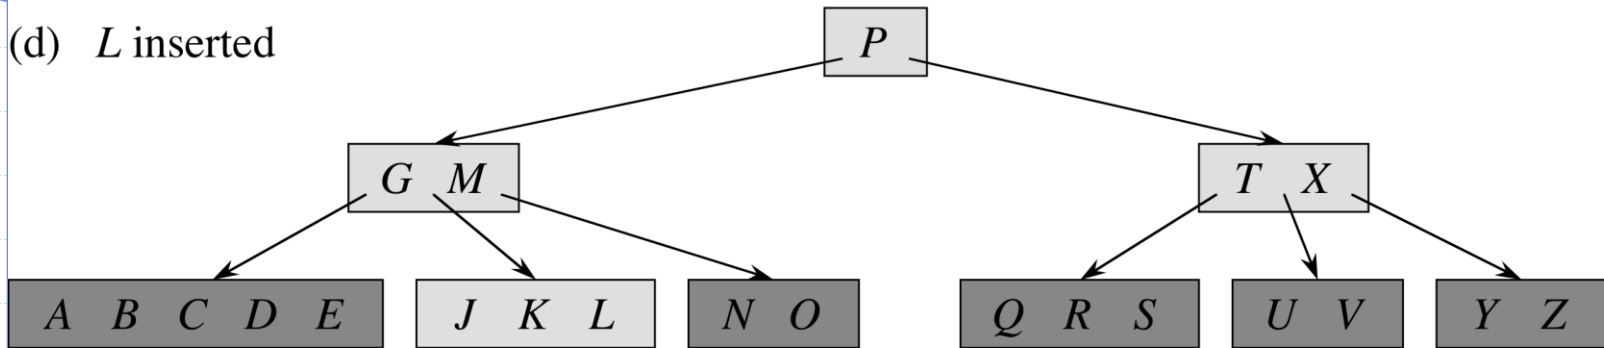 (d) L inserted
P
G M
T X
A B C D E
J K L
N O
Q R S
U V
Y Z